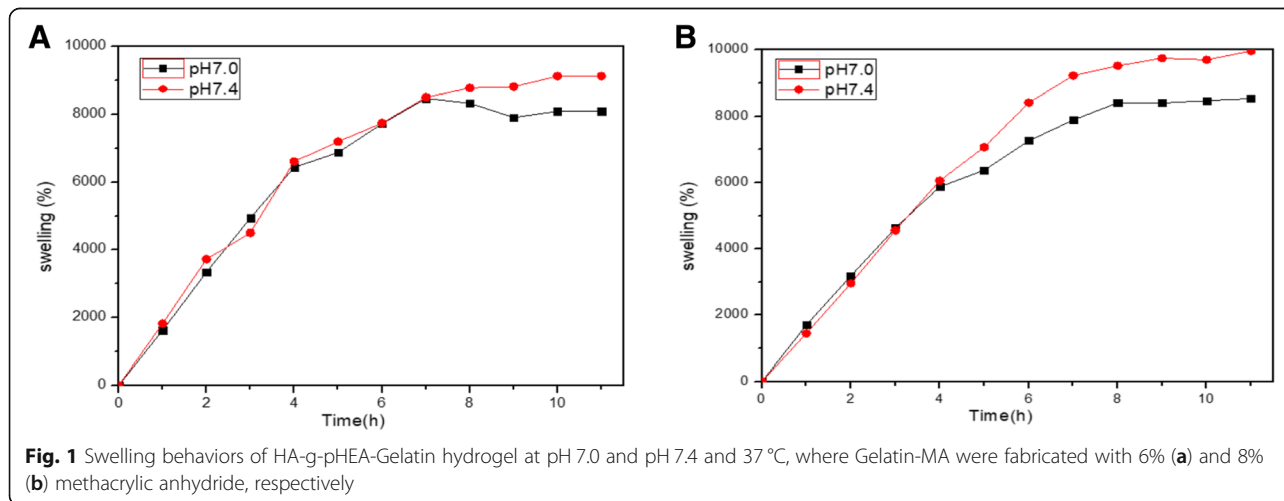 A
10000
8000
6000
4000
2000
0
swelling (%)
pH7.0
pH7.4
0 2 4 6 8 10
Time(h)
B
10000
8000
6000
4000
2000
0
swelling (%)
pH7.0
pH7.4
0 2 4 6 8 10
Time(h)
Fig. 1 Swelling behaviors of HA-g-pHEA-Gelatin hydrogel at pH 7.0 and pH 7.4 and 37 °C, where Gelatin-MA were fabricated with 6% (a) and 8%
(b) methacrylic anhydride, respectively